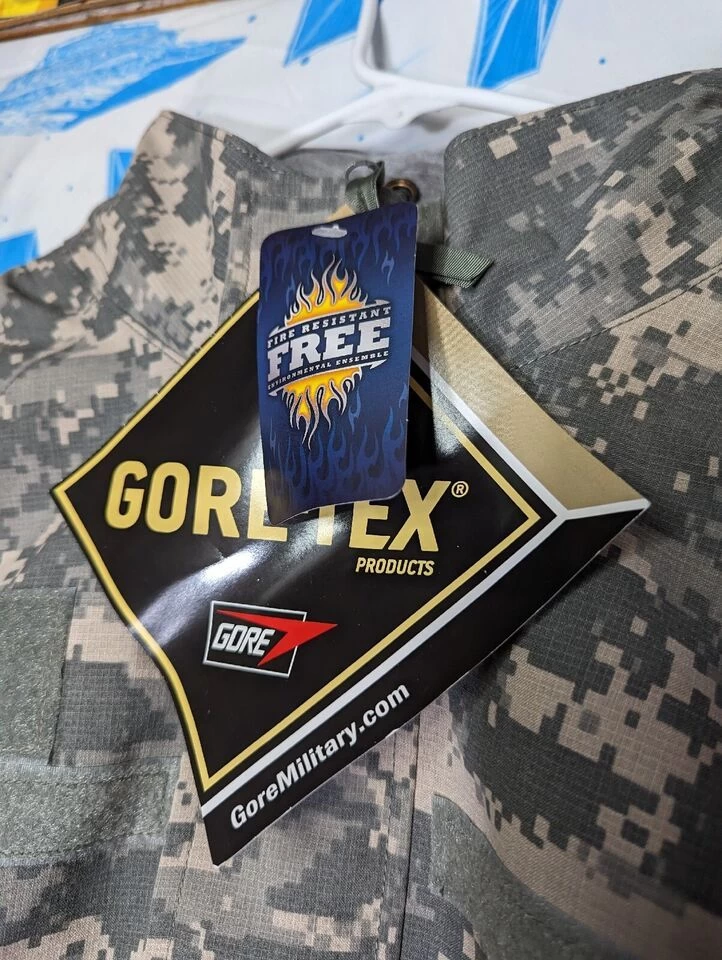 FIRE RESISTANT
FREE
ENVIRONMENTAL ENSEMBLE
GORE-TEX®
PRODUCTS
GORE
GoreMilitary.com